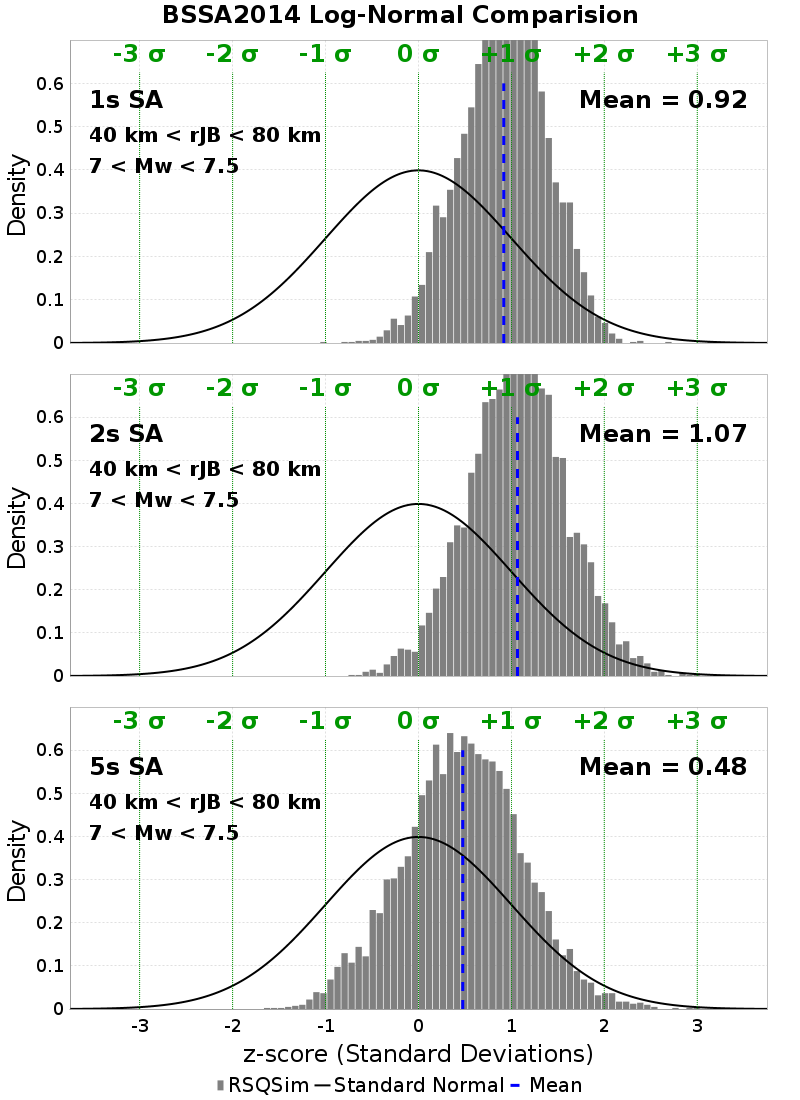 BSSA2014 Log-Normal Comparision
-3 σ -2 σ -1 σ 0 σ +1 σ +2 σ +3 σ
1s SA
Mean = 0.92
40 km < rJB < 80 km
7 < Mw < 7.5
Density
0.6
0.5
0.4
0.3
0.2
0.1
0
-3 σ -2 σ -1 σ 0 σ +1 σ +2 σ +3 σ
2s SA
Mean = 1.07
40 km < rJB < 80 km
7 < Mw < 7.5
Density
0.6
0.5
0.4
0.3
0.2
0.1
0
-3 σ -2 σ -1 σ 0 σ +1 σ +2 σ +3 σ
5s SA
Mean = 0.48
40 km < rJB < 80 km
7 < Mw < 7.5
Density
0.6
0.5
0.4
0.3
0.2
0.1
0
-3 -2 -1 0 1 2 3
z-score (Standard Deviations)
RSQSim Standard Normal Mean